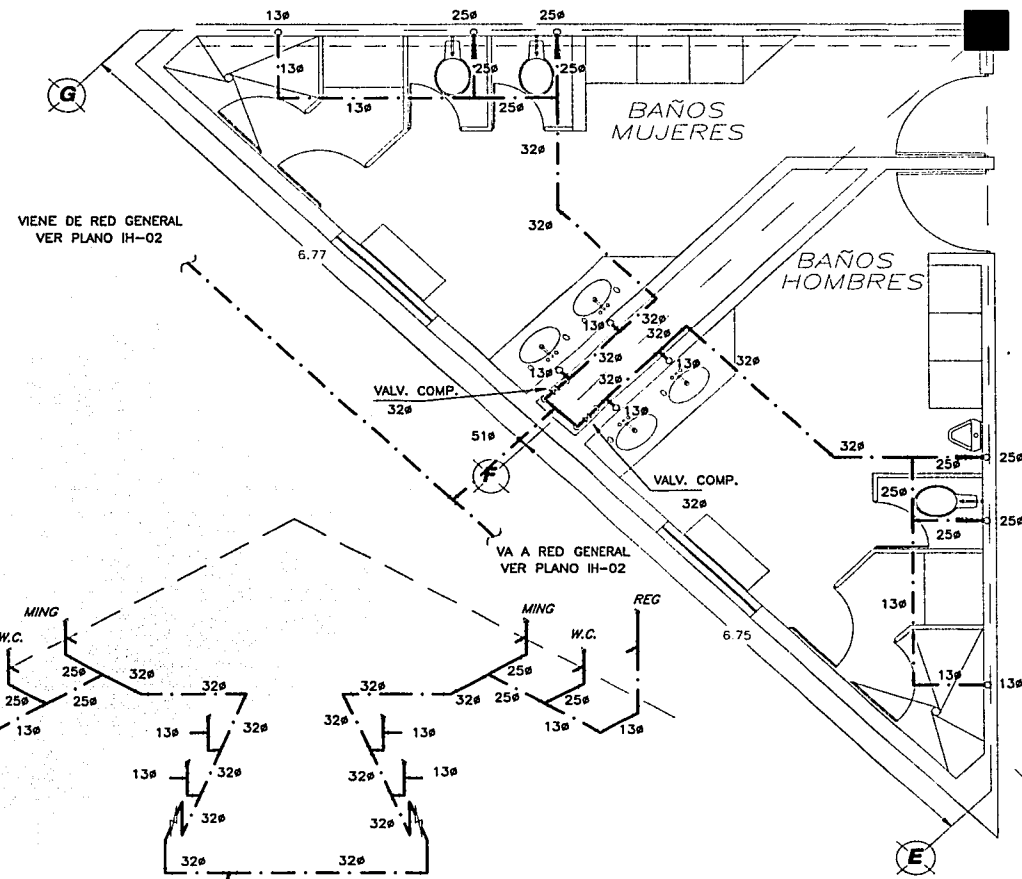 13ø 25ø 25ø
13ø 25ø 25ø
G
13ø 25ø
BAÑOS
MUJERES
32ø
VIENE DE RED GENERAL
VER PLANO IH-02
32ø
6.77
BAÑOS
HOMBRES
13ø 32ø
32ø
32ø 32ø
13ø 32ø 13ø
VALV. COMP.
32ø
13ø
51ø
32ø 25ø
25ø
F
VALV. COMP.
32ø
25ø
25ø
25ø
VA A RED GENERAL
VER PLANO IH-02
13ø
MING MING REG
W.C. W.C.
6.75
25ø 32ø 32ø 32ø 25ø
13ø 13ø
25ø 25ø 32ø 25ø 25ø
13ø 13ø 32ø 32ø 13ø 13ø 13ø
13ø 32ø 32ø 13ø
32ø 32ø
32ø 32ø
E